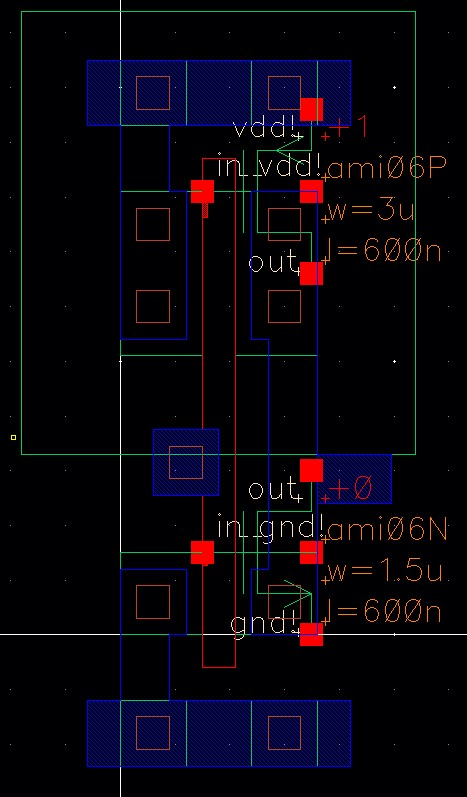 vdd!
+1
in vdd!
ami06P
w=3u
out
l=600n
out
+0
in gnd!
ami06N
w=1.5u
l=600n
gnd!